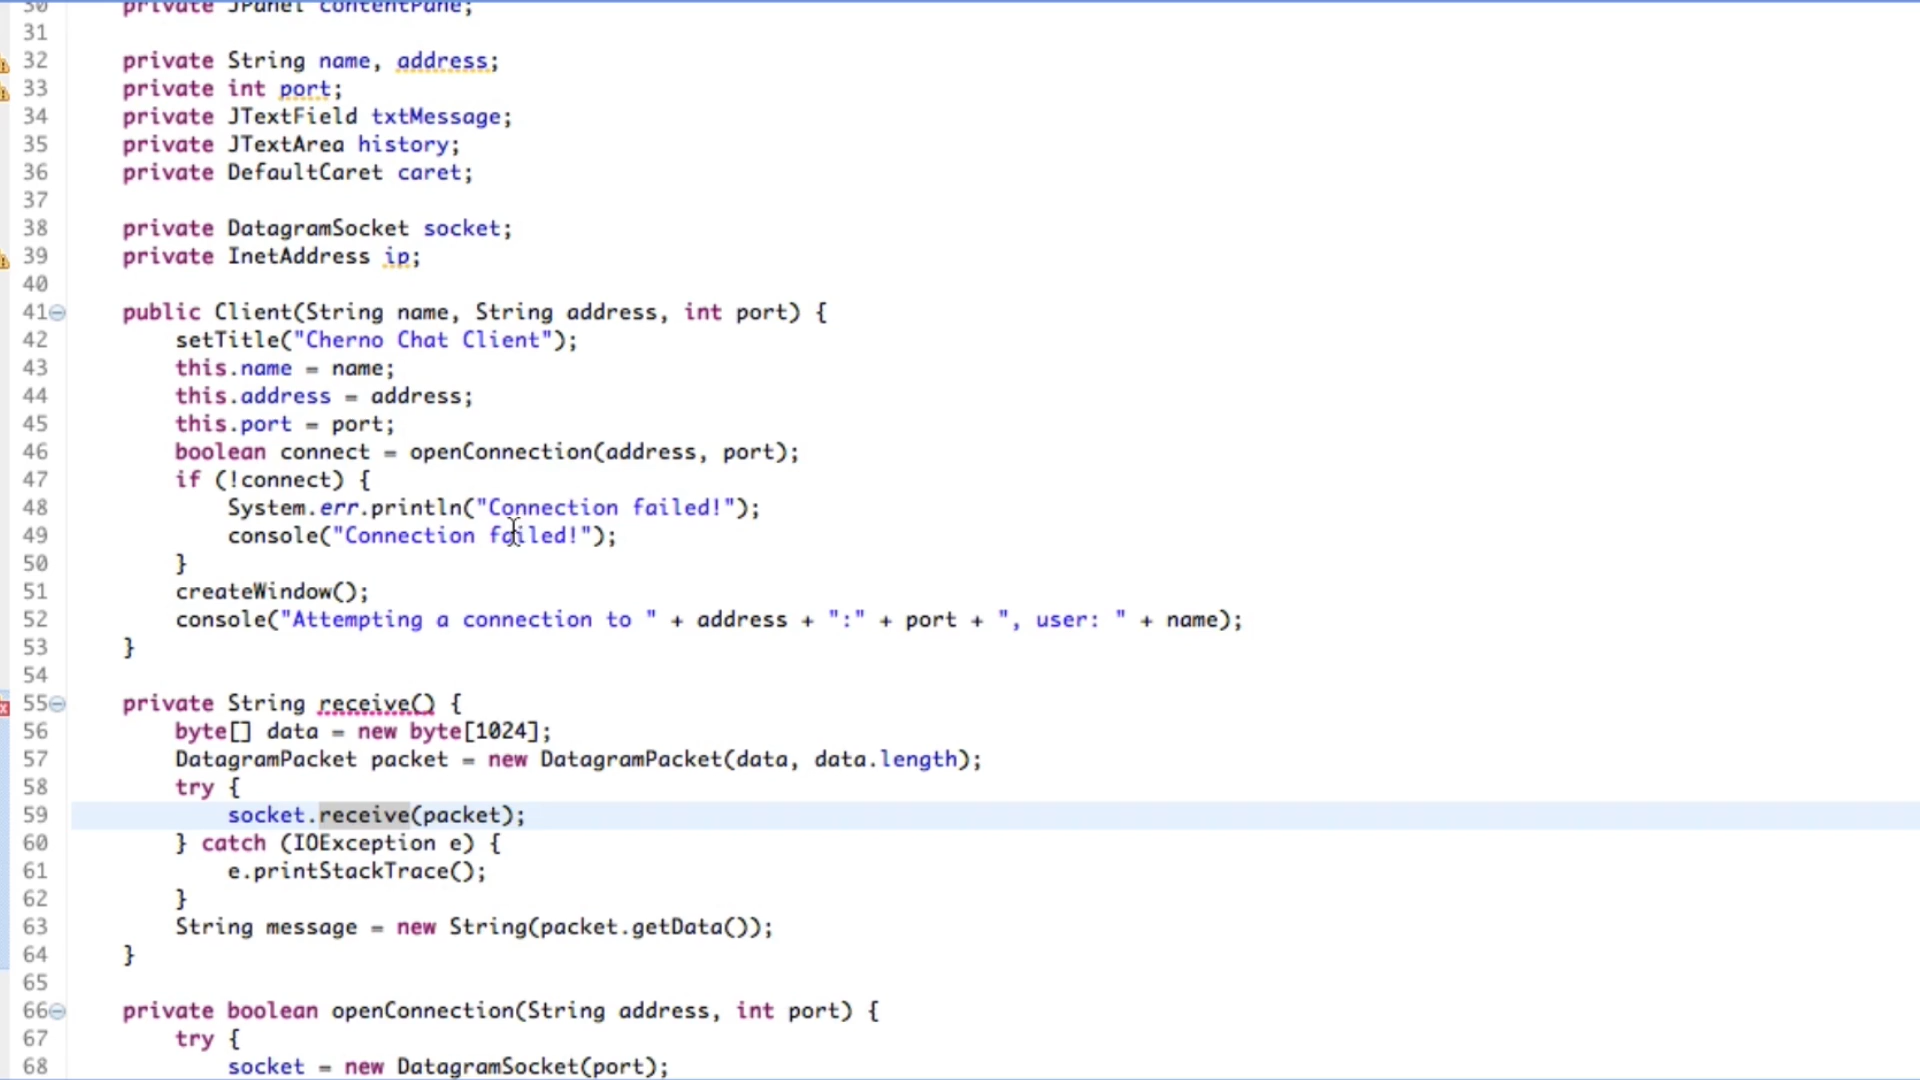 30 private JPanel contentPane;
31
32 private String name, address;
33 private int port;
34 private JTextField txtMessage;
35 private JTextArea history;
36 private DefaultCaret caret;
37
38 private DatagramSocket socket;
39 private InetAddress ip;
40
41 public Client(String name, String address, int port) {
42 setTitle("Cherno Chat Client");
43 this.name = name;
44 this.address = address;
45 this.port = port;
46 boolean connect = openConnection(address, port);
47 if (!connect) {
48 System.err.println("Connection failed!");
49 console("Connection failed!");
50 }
51 createWindow();
52 console("Attempting a connection to " + address + ":" + port + ", user: " + name);
53 }
54
55 private String receive() {
56 byte[] data = new byte[1024];
57 DatagramPacket packet = new DatagramPacket(data, data.length);
58 try {
59 socket.receive(packet);
60 } catch (IOException e) {
61 e.printStackTrace();
62 }
63 String message = new String(packet.getData());
64 }
65
66 private boolean openConnection(String address, int port) {
67 try {
68 socket = new DatagramSocket(port);